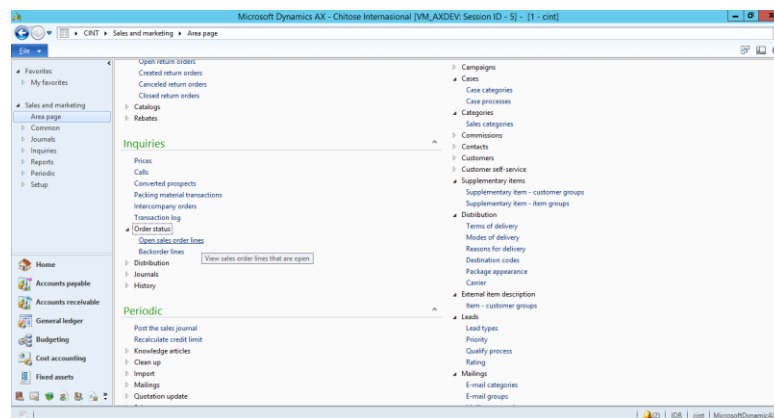 Microsoft Dynamics AX - Chitose Internasional [VM_AXDEV: Session ID - 5] - [1 - cint]
CINT
Sales and marketing
Area page
File
Favorites
My favorites
Sales and marketing
Area page
Common
Journals
Inquiries
Reports
Periodic
Setup
Home
Accounts payable
Accounts receivable
General ledger
Budgeting
Cost accounting
Fixed assets
Open return orders
Created return orders
Canceled return orders
Closed return orders
Catalogs
Rebates
Inquiries
Prices
Calls
Converted prospects
Packing material transactions
Intercompany orders
Transaction log
Order status
Open sales order lines
Backorder lines
View sales order lines that are open
Distribution
Journals
History
Periodic
Post the sales journal
Recalculate credit limit
Knowledge articles
Clean up
Import
Mailings
Quotation update
Campaigns
Cases
Case categories
Case processes
Categories
Sales categories
Commissions
Contacts
Customers
Customer self-service
Supplementary items
Supplementary item - customer groups
Supplementary item - item groups
Distribution
Terms of delivery
Modes of delivery
Reasons for delivery
Destination codes
Package appearance
Carrier
External item description
Item - customer groups
Leads
Lead types
Priority
Qualify process
Rating
Mailings
E-mail categories
E-mail groups
(2)
IDR
cint
MicrosoftDynamicsA